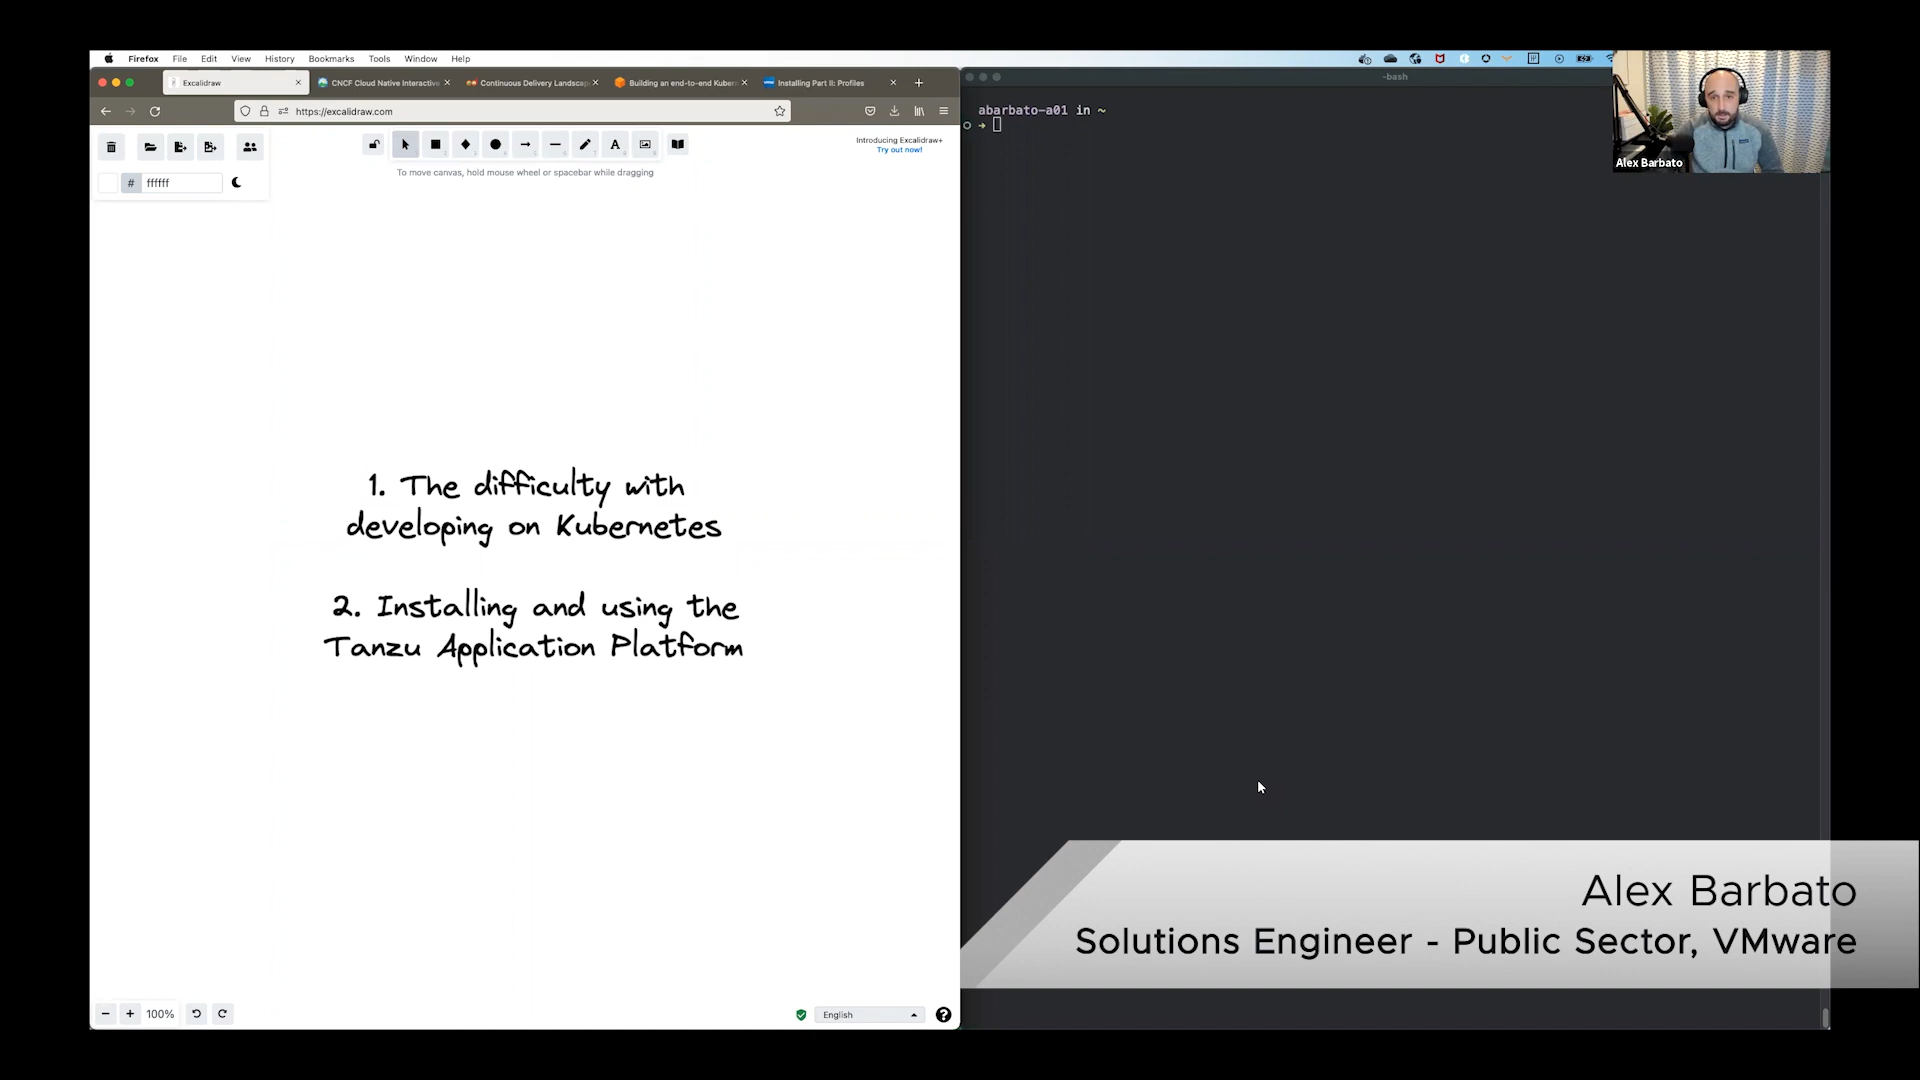 Firefox File Edit View History Bookmarks Tools Window Help
Excalidraw
CNCF Cloud Native Interactive
Continuous Delivery Landscap
Building an end-to-end Kubern
Installing Part II: Profiles
-bash
https://excalidraw.com
abarbato-a01 in ~
Alex Barbato
Introducing Excalidraw+
Try out now!
To move canvas, hold mouse wheel or spacebar while dragging
# ffffff
1. The difficulty with
developing on Kubernetes
2. Installing and using the
Tanzu Application Platform
Alex Barbato
Solutions Engineer - Public Sector, VMware
100%
English